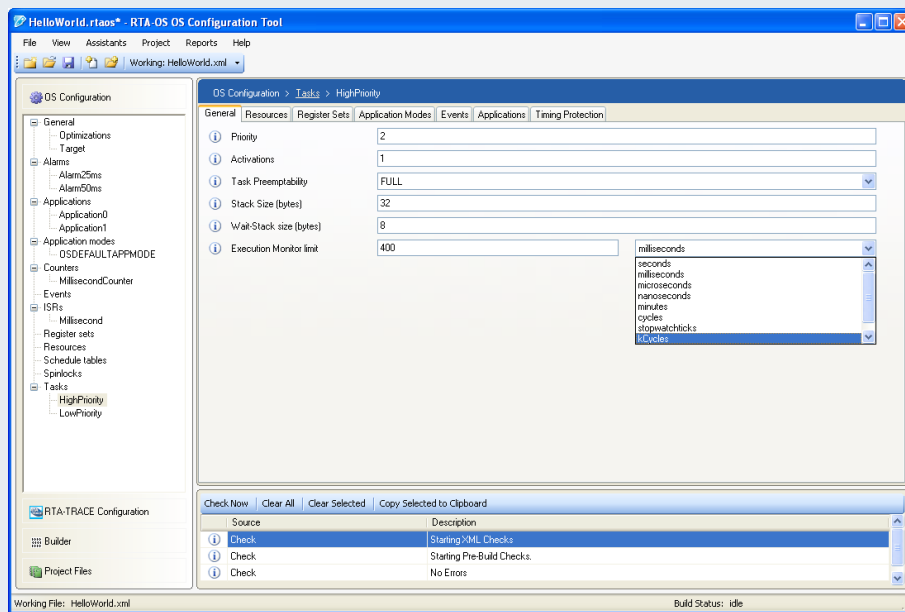 HelloWorld.rtaos* - RTA-OS OS Configuration Tool
File View Assistants Project Reports Help
Working: HelloWorld.xml
OS Configuration
OS Configuration > Tasks > HighPriority
General Resources Register Sets Application Modes Events Applications Timing Protection
General
Optimizations
Target
Alarms
Alarm25ms
Alarm50ms
Applications
Application0
Application1
Application modes
OSDEFAULTAPPMODE
Counters
MillisecondCounter
Events
ISRs
Millisecond
Register sets
Resources
Schedule tables
Spinlocks
Tasks
HighPriority
LowPriority
Priority 2
Activations 1
Task Preemptability FULL
Stack Size (bytes) 32
Wait-Stack size (bytes) 8
Execution Monitor limit 400 milliseconds
seconds
milliseconds
microseconds
nanoseconds
minutes
cycles
stopwatchticks
kCycles
RTA-TRACE Configuration
Builder
Project Files
Check Now Clear All Clear Selected Copy Selected to Clipboard
Source Description
Check Starting XML Checks
Check Starting Pre-Build Checks.
Check No Errors
Working File: HelloWorld.xml Build Status: idle